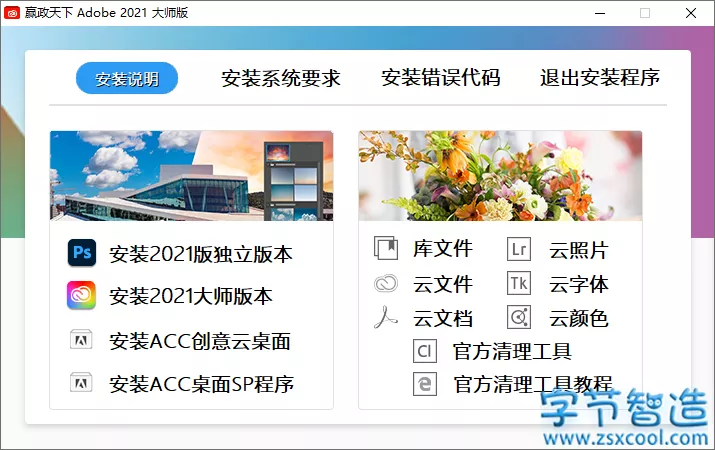 赢政天下 Adobe 2021 大师版
安装说明 安装系统要求 安装错误代码 退出安装程序
Ps 安装2021版独立版本
安装2021大师版本
安装ACC创意云桌面
安装ACC桌面SP程序
库文件 Lr 云照片
云文件 Tk 云字体
云文档 云颜色
CI 官方清理工具
官方清理工具教程
字节智造
www.zsxcool.com